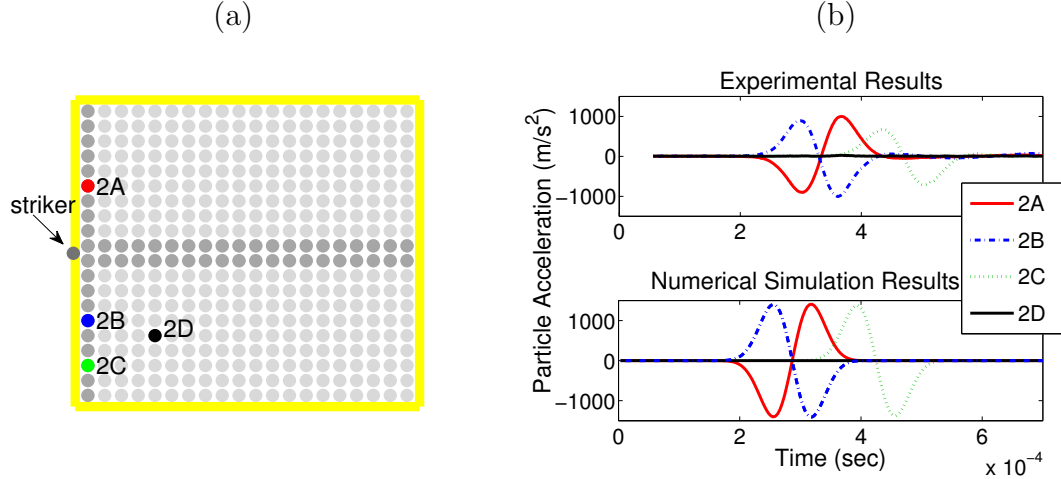 (a)
(b)
striker
2A
2B
2C
2D
Experimental Results
1000
0
−1000
0
2
4
Numerical Simulation Results
1000
0
−1000
0
2
4
6
x 10⁻⁴
Particle Acceleration (m/s²)
Time (sec)
2A
2B
2C
2D